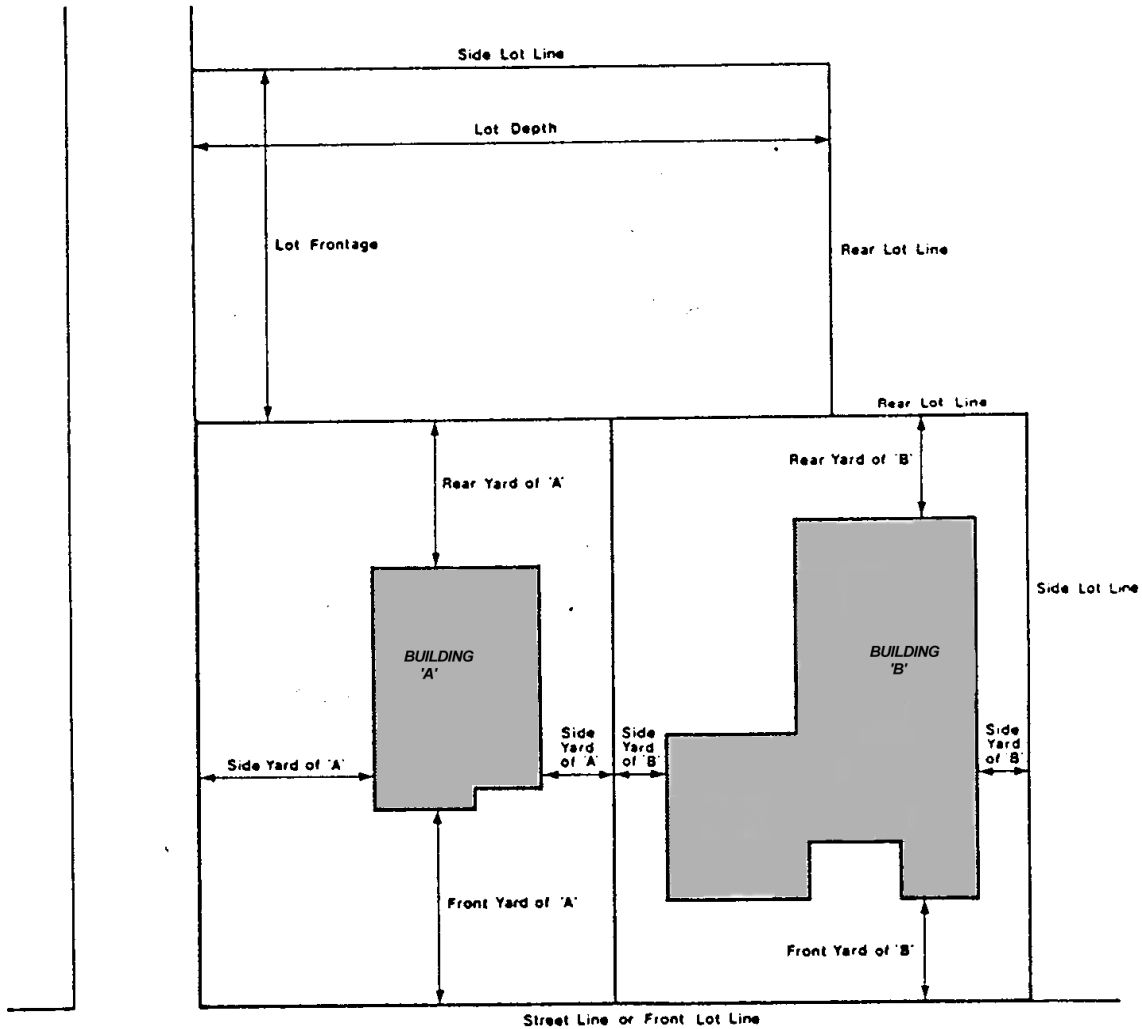 Side Lot Line
Lot Depth
Lot Frontage
Rear Lot Line
Rear Lot Line
Rear Yard of 'A'
Rear Yard of 'B'
Side Lot Line
BUILDING
'A'
BUILDING
'B'
Side Yard of 'A'
Side
Yard
of 'A'
Side
Yard
of 'B'
Side
Yard
of 'B'
Front Yard of 'A'
Front Yard of 'B'
Street Line or Front Lot Line